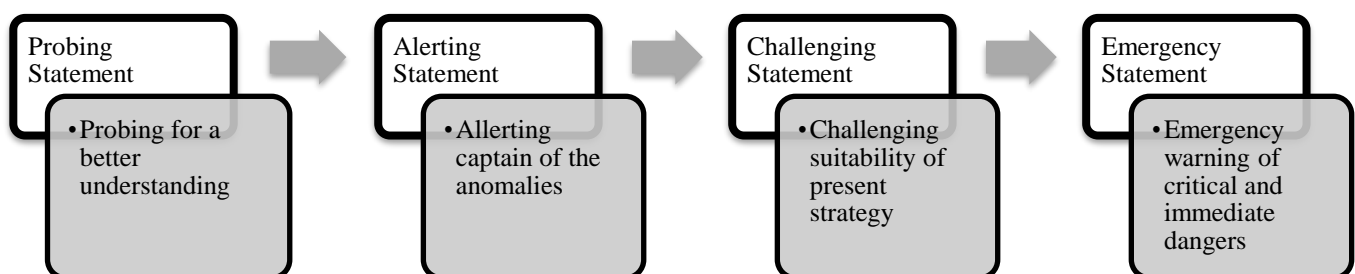 Probing
Statement
•Probing for a
better
understanding
Alerting
Statement
•Allerting
captain of the
anomalies
Challenging
Statement
•Challenging
suitability of
present
strategy
Emergency
Statement
•Emergency
warning of
critical and
immediate
dangers